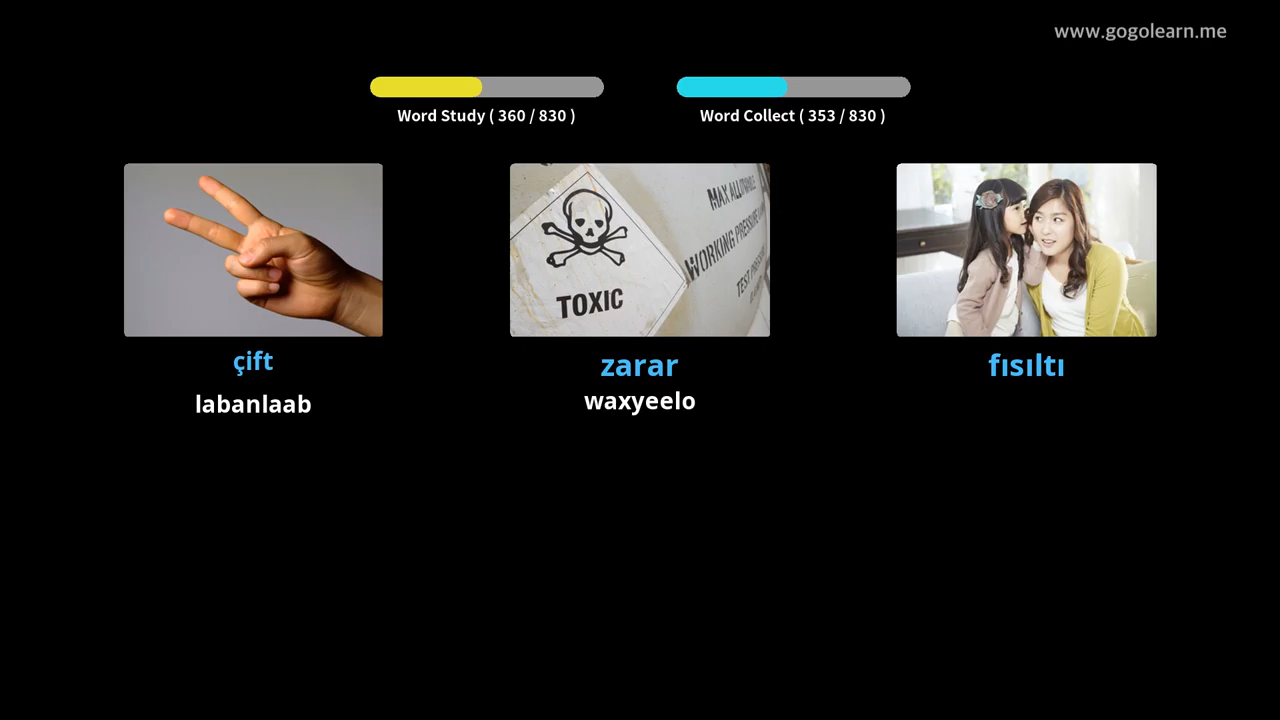 www.gogolearn.me
Word Study ( 360 / 830 )
Word Collect ( 353 / 830 )
MAX ALLOWABLE
WORKING PRESSURE
TEST
TOXIC
çift
zarar
fısıltı
labanlaab
waxyeelo